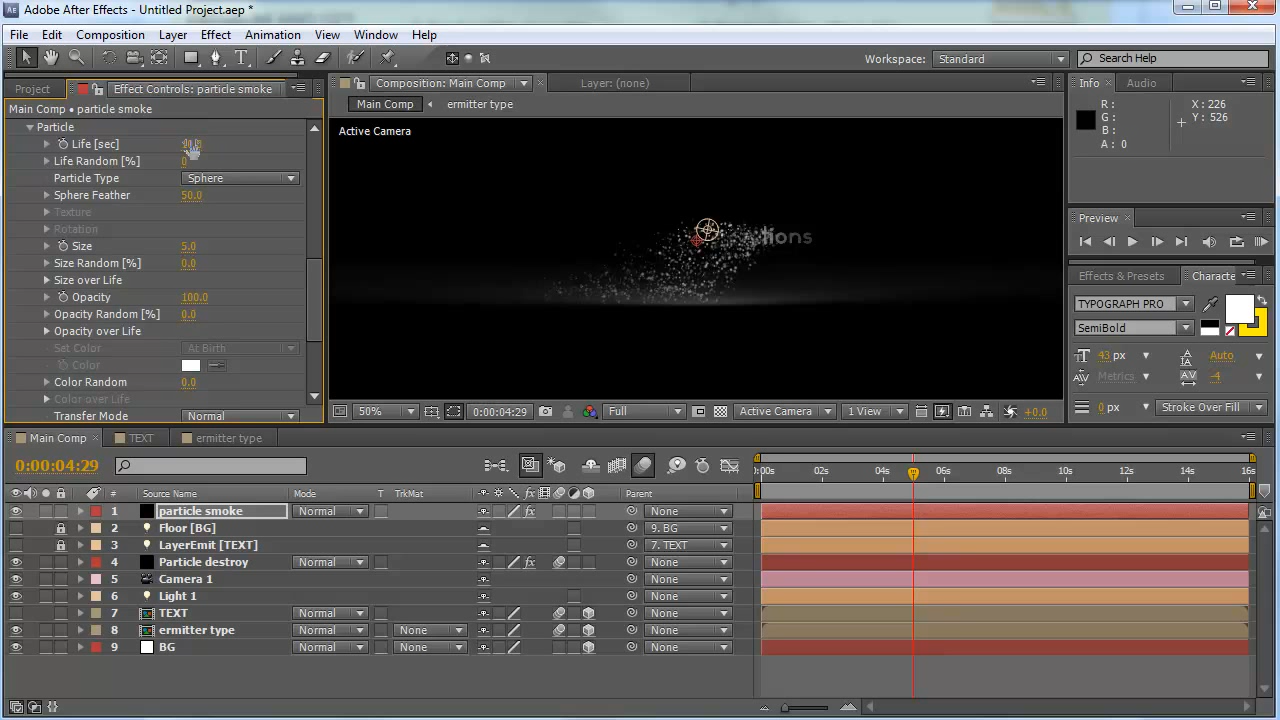 Adobe After Effects - Untitled Project.aep *
File Edit Composition Layer Effect Animation View Window Help
Workspace: Standard
Search Help
Project
Effect Controls: particle smoke
Main Comp • particle smoke
Particle
Life [sec]
Life Random [%] 0
Particle Type Sphere
Sphere Feather 50.0
Texture
Rotation
Size 5.0
Size Random [%] 0.0
Size over Life
Opacity 100.0
Opacity Random [%] 0.0
Opacity over Life
Set Color At Birth
Color
Color Random 0.0
Color over Life
Transfer Mode Normal
Composition: Main Comp
Layer: (none)
Main Comp
ermitter type
Active Camera
tions
50%
0:00:04:29
Full
Active Camera
1 View
+0.0
Info
Audio
R :
G :
B :
A : 0
X : 226
Y : 526
Preview
Effects & Presets
Characte
TYPOGRAPH PRO
SemiBold
43 px
Auto
Metrics
-4
0 px
Stroke Over Fill
Main Comp
TEXT
ermitter type
0:00:04:29
# Source Name Mode T TrkMat Parent
1 particle smoke Normal None
2 Floor [BG] 9. BG
3 LayerEmit [TEXT] 7. TEXT
4 Particle destroy Normal None
5 Camera 1 None
6 Light 1 None
7 TEXT Normal None
8 ermitter type Normal None None
9 BG Normal None None
:00s 02s 04s 06s 08s 10s 12s 14s 16s